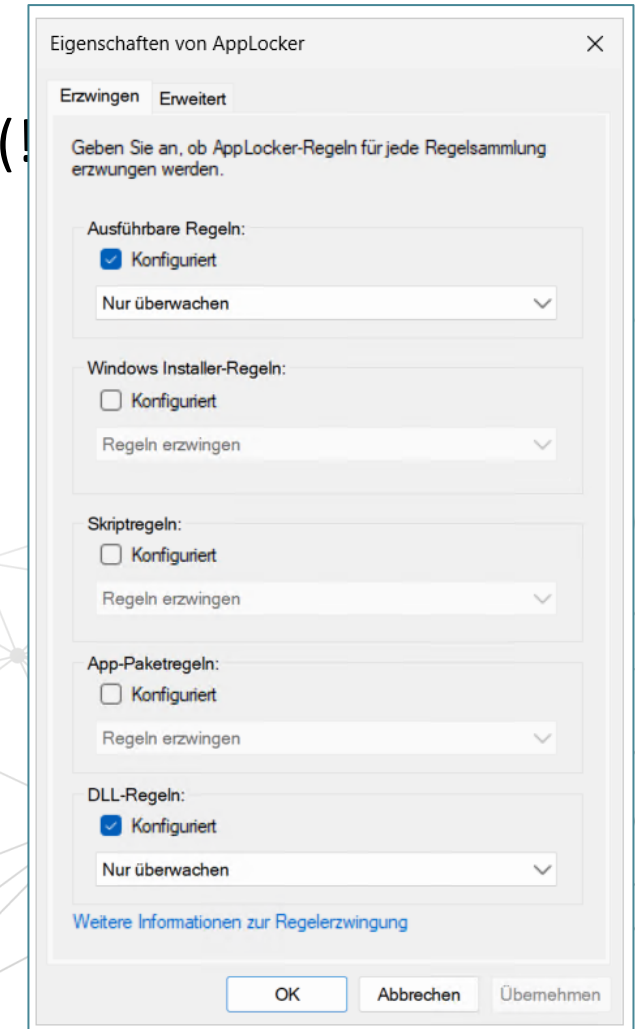 Eigenschaften von AppLocker
Erzwingen Erweitert
(!
Geben Sie an, ob AppLocker-Regeln für jede Regelsammlung
erzwungen werden.
Ausführbare Regeln:
Konfiguriert
Nur überwachen
Windows Installer-Regeln:
Konfiguriert
Regeln erzwingen
Skriptregeln:
Konfiguriert
Regeln erzwingen
App-Paketregeln:
Konfiguriert
Regeln erzwingen
DLL-Regeln:
Konfiguriert
Nur überwachen
Weitere Informationen zur Regelerzwingung
OK Abbrechen Übernehmen